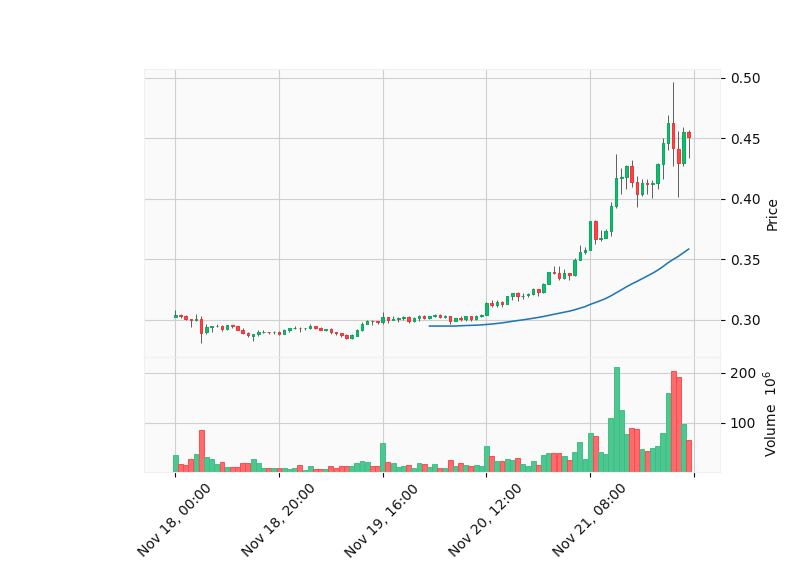 0.50
0.45
0.40
0.35
0.30
Price
200
100
Volume 10^6
Nov 18, 00:00
Nov 18, 20:00
Nov 19, 16:00
Nov 20, 12:00
Nov 21, 08:00